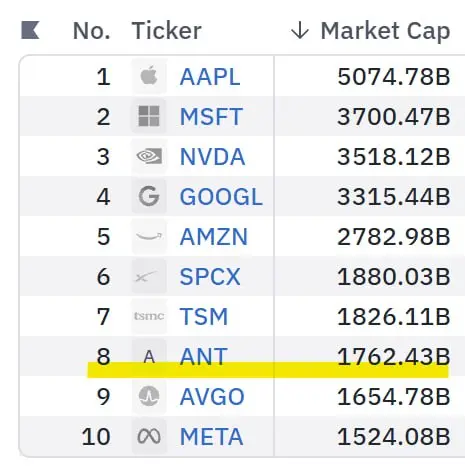 No. Ticker ↓ Market Cap
1 AAPL 5074.78B
2 MSFT 3700.47B
3 NVDA 3518.12B
4 G GOOGL 3315.44B
5 AMZN 2782.98B
6 SPCX 1880.03B
7 tsmc TSM 1826.11B
8 A ANT 1762.43B
9 AVGO 1654.78B
10 META 1524.08B